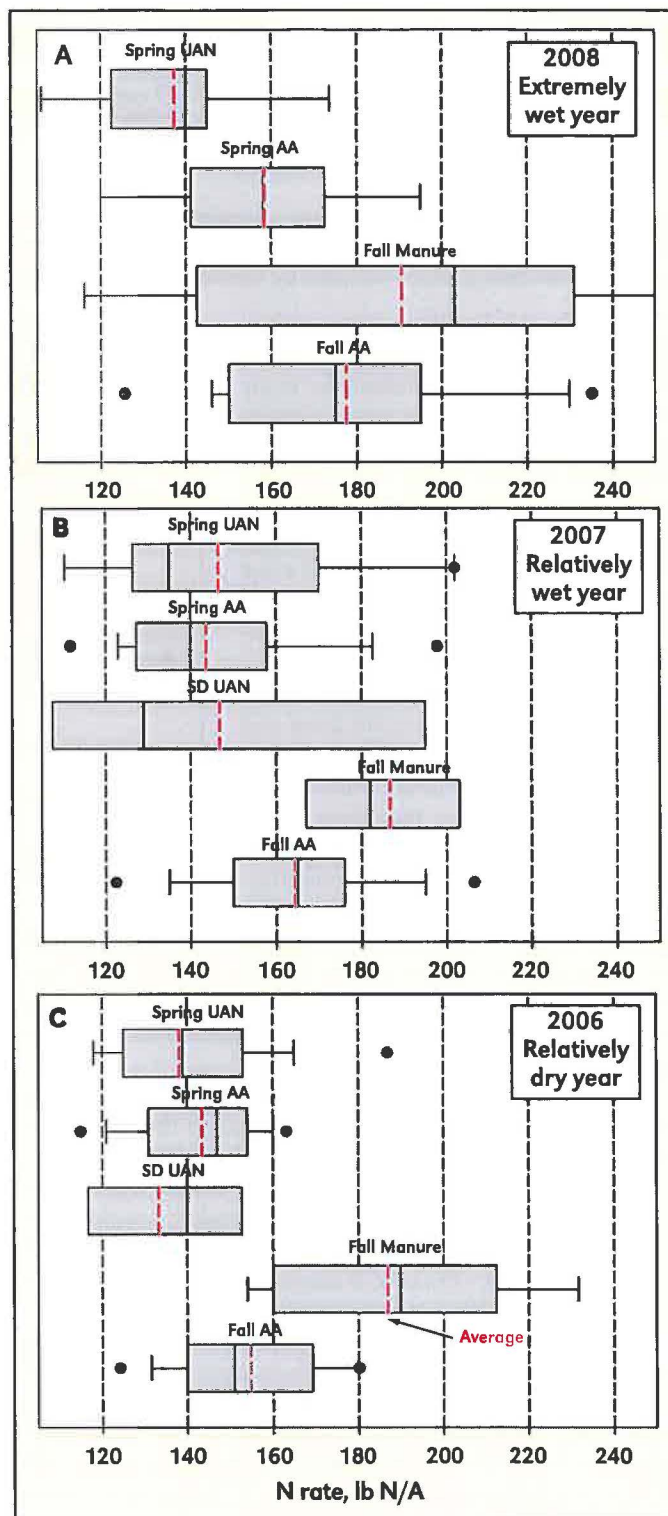 A
Spring UAN
2008
Extremely
wet year
Spring AA
Fall Manure
Fall AA
120 140 160 180 200 220 240
B
Spring UAN
2007
Relatively
wet year
Spring AA
SD UAN
Fall Manure
Fall AA
120 140 160 180 200 220 240
C
Spring UAN
2006
Relatively
dry year
Spring AA
SD UAN
Fall Manure
Average
Fall AA
120 140 160 180 200 220 240
N rate, lb N/A